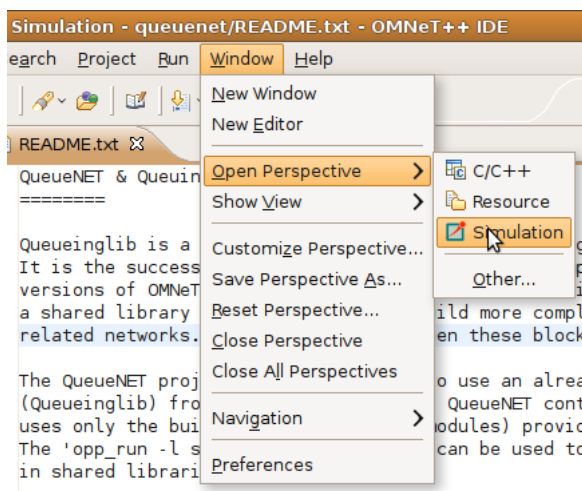 Simulation - queuenet/README.txt - OMNeT++ IDE
earch Project Run Window Help
README.txt
New Window
New Editor
Open Perspective
Show View
Customize Perspective...
Save Perspective As...
Reset Perspective...
Close Perspective
Close All Perspectives
Navigation
Preferences
C/C++
Resource
Simulation
Other...
QueueNET & Queuin
========
Queueinglib is a
It is the success
versions of OMNeT
a shared library ild more compl
related networks. en these block
The QueueNET proj o use an alrea
(Queueinglib) fro QueueNET cont
uses only the bui odules) provid
The 'opp_run -l s can be used to
in shared librari